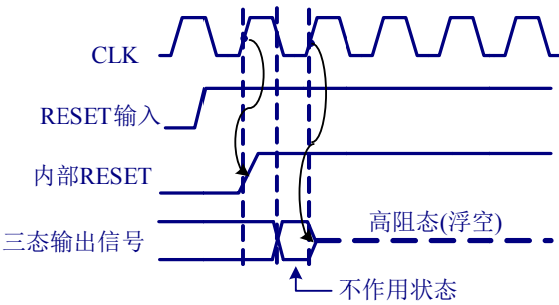 CLK
RESET输入
内部RESET
高阻态(浮空)
三态输出信号
不作用状态